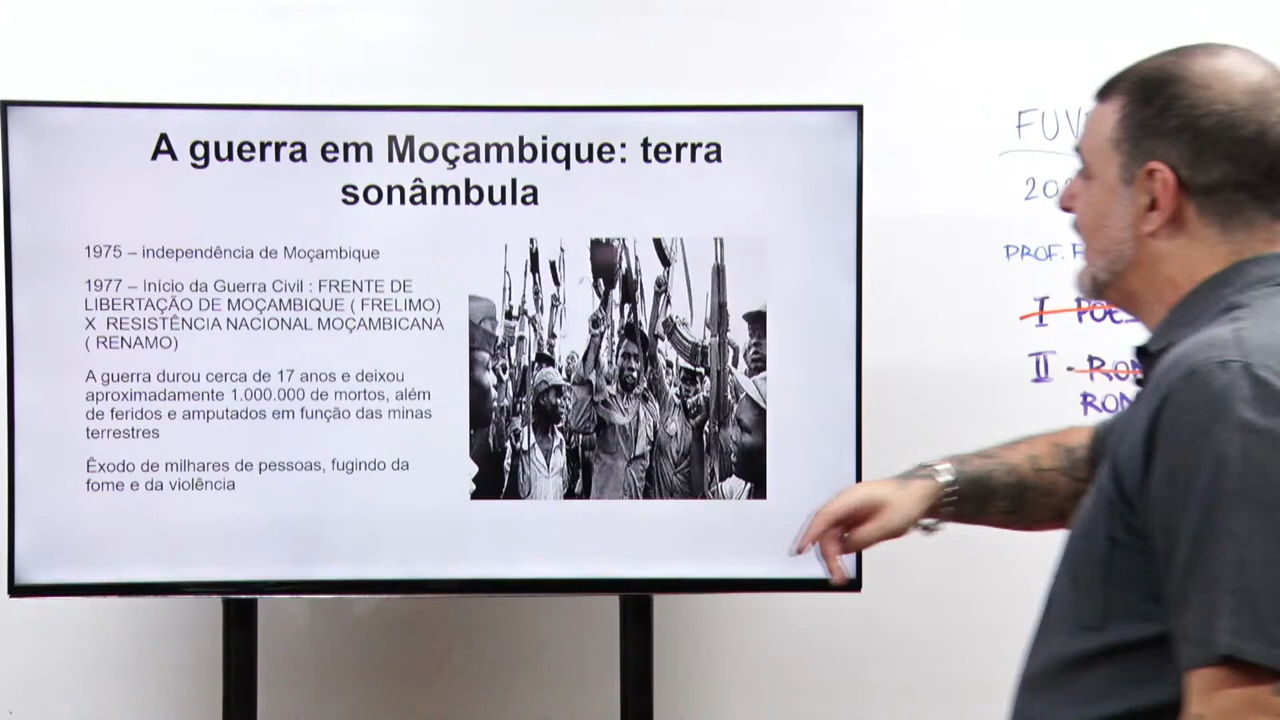 A guerra em Moçambique: terra
sonâmbula
1975 – independência de Moçambique
1977 – Início da Guerra Civil : FRENTE DE
LIBERTAÇÃO DE MOÇAMBIQUE ( FRELIMO)
X RESISTÊNCIA NACIONAL MOÇAMBICANA
( RENAMO)
A guerra durou cerca de 17 anos e deixou
aproximadamente 1.000.000 de mortos, além
de feridos e amputados em função das minas
terrestres
Êxodo de milhares de pessoas, fugindo da
fome e da violência
PROF.
I
II -